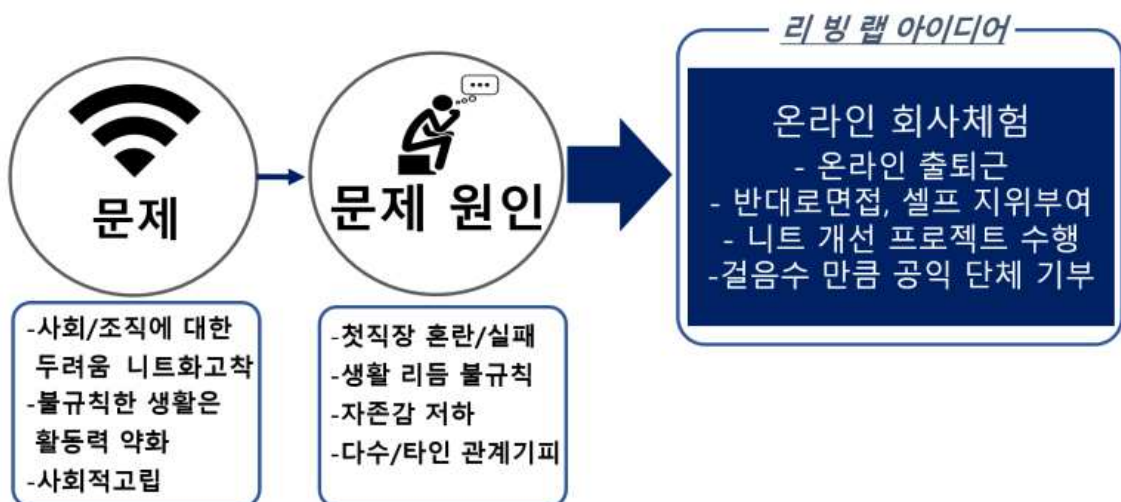 리 빙 랩 아이디어
문제
문제 원인
온라인 회사체험
- 온라인 출퇴근
- 반대로면접, 셀프 지위부여
- 니트 개선 프로젝트 수행
-걸음수 만큼 공익 단체 기부
-사회/조직에 대한
두려움 니트화고착
-불규칙한 생활은
활동력 약화
-사회적고립
-첫직장 혼란/실패
-생활 리듬 불규칙
-자존감 저하
-다수/타인 관계기피